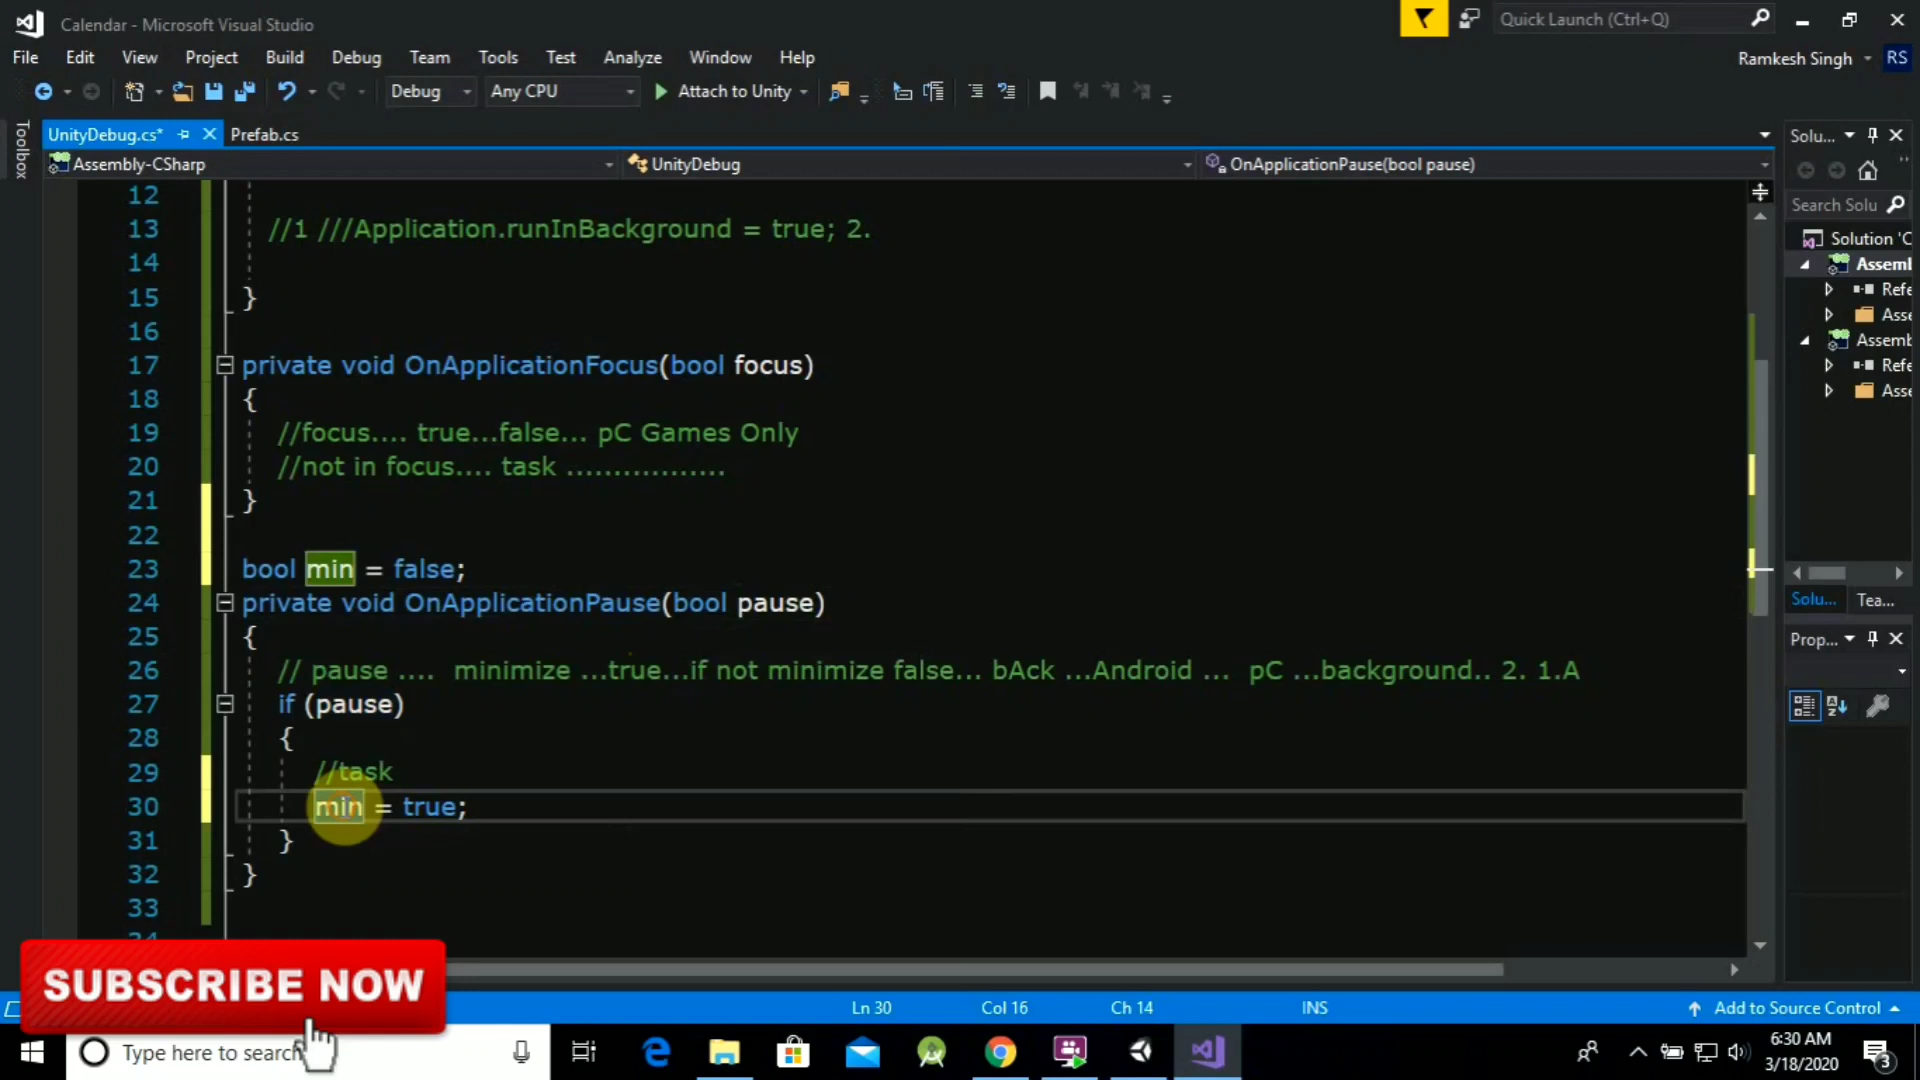 Calendar - Microsoft Visual Studio
Quick Launch (Ctrl+Q)
File Edit View Project Build Debug Team Tools Test Analyze Window Help
Ramkesh Singh RS
Debug Any CPU Attach to Unity
Toolbox
UnityDebug.cs* Prefab.cs
Solu...
Assembly-CSharp UnityDebug OnApplicationPause(bool pause)
Search Solu
Solution 'C
Asseml
Refe
Asse
Assemb
Refe
Asse
12
13 //1 ///Application.runInBackground = true; 2.
14
15 }
16
17 private void OnApplicationFocus(bool focus)
18 {
19 //focus.... true...false... pC Games Only
20 //not in focus.... task .................
21 }
22
23 bool min = false;
24 private void OnApplicationPause(bool pause)
25 {
26 // pause .... minimize ...true...if not minimize false... bAck ...Android ... pC ...background.. 2. 1.A
27 if (pause)
28 {
29 //task
30 min = true;
31 }
32 }
33
Solu... Tea...
Prop...
SUBSCRIBE NOW
Ln 30 Col 16 Ch 14 INS Add to Source Control
Type here to search
6:30 AM
3/18/2020
3